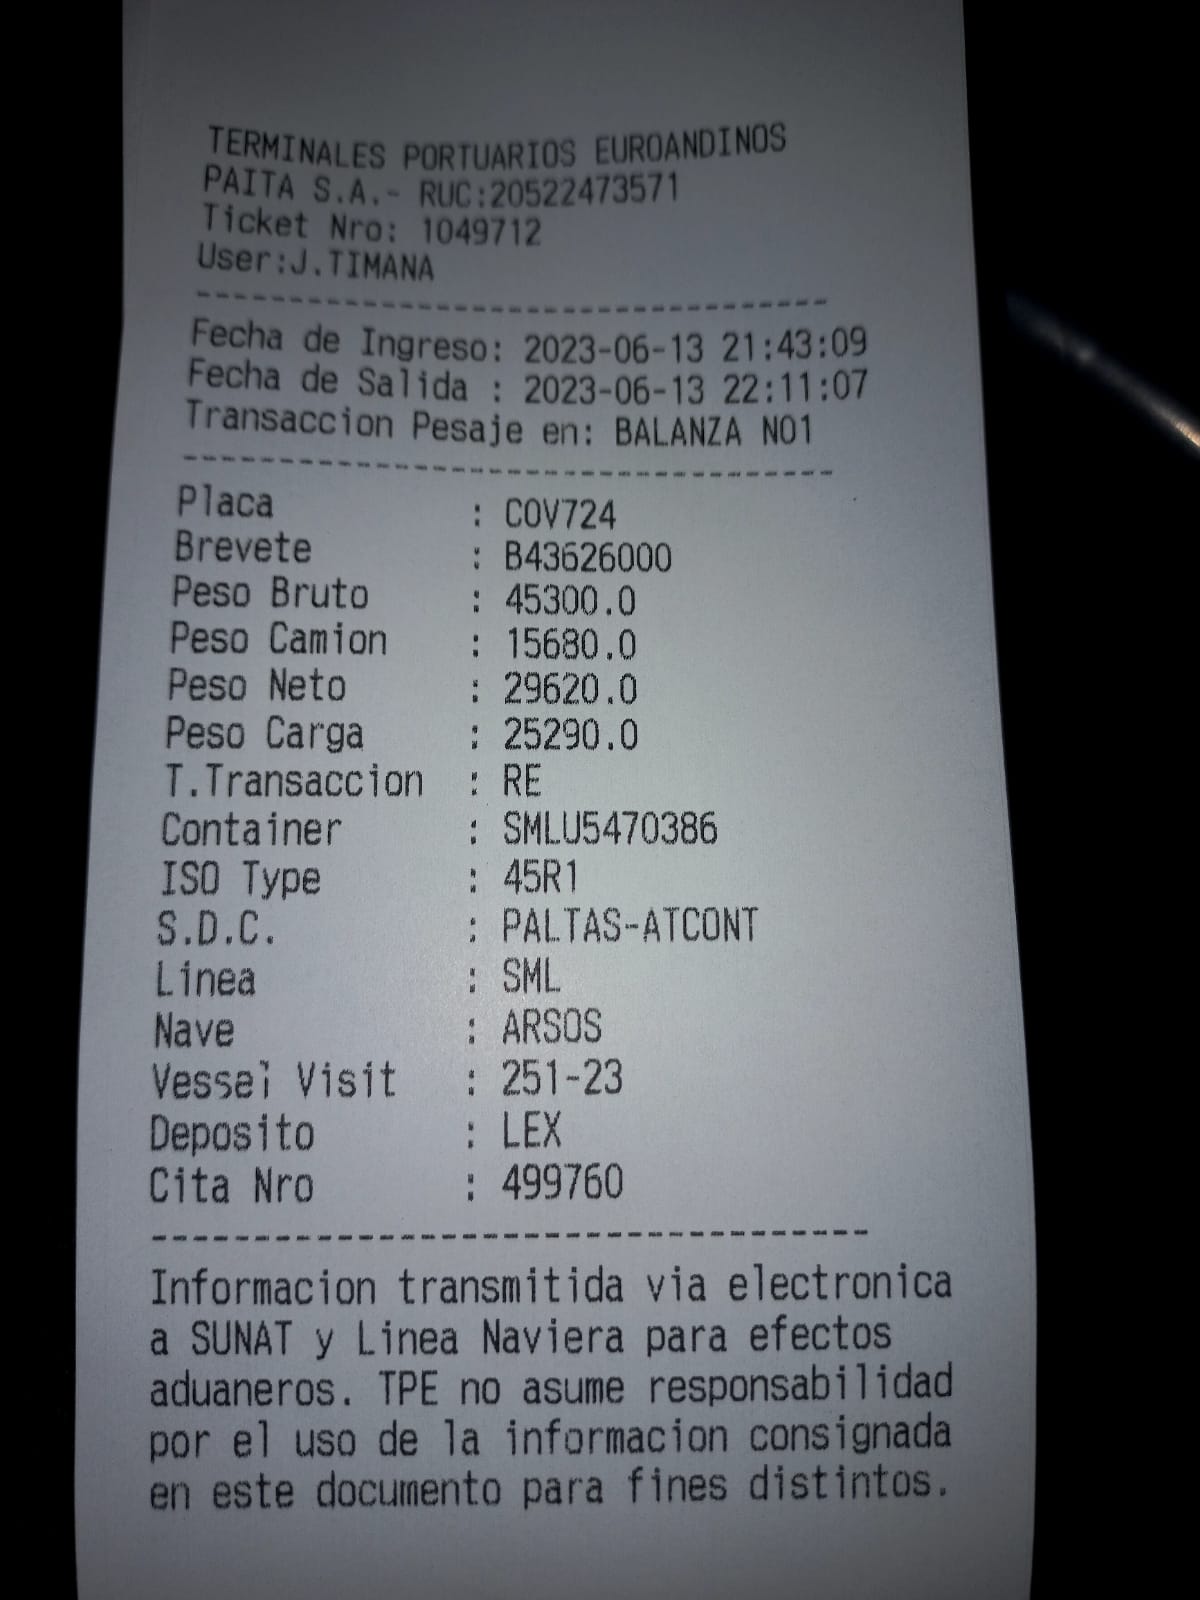 TERMINALES PORTUARIOS EUROANDINOS
PAITA S.A.- RUC:20522473571
Ticket Nro: 1049712
User:J.TIMANA
-----------------------------------
Fecha de Ingreso: 2023-06-13 21:43:09
Fecha de Salida : 2023-06-13 22:11:07
Transaccion Pesaje en: BALANZA NO1
-----------------------------------
Placa : COV724
Brevete : B43626000
Peso Bruto : 45300.0
Peso Camion : 15680.0
Peso Neto : 29620.0
Peso Carga : 25290.0
T.Transaccion : RE
Container : SMLU5470386
ISO Type : 45R1
S.D.C. : PALTAS-ATCONT
Linea : SML
Nave : ARSOS
Vessel Visit : 251-23
Deposito : LEX
Cita Nro : 499760
-----------------------------------
Informacion transmitida via electronica
a SUNAT y Linea Naviera para efectos
aduaneros. TPE no asume responsabilidad
por el uso de la informacion consignada
en este documento para fines distintos.